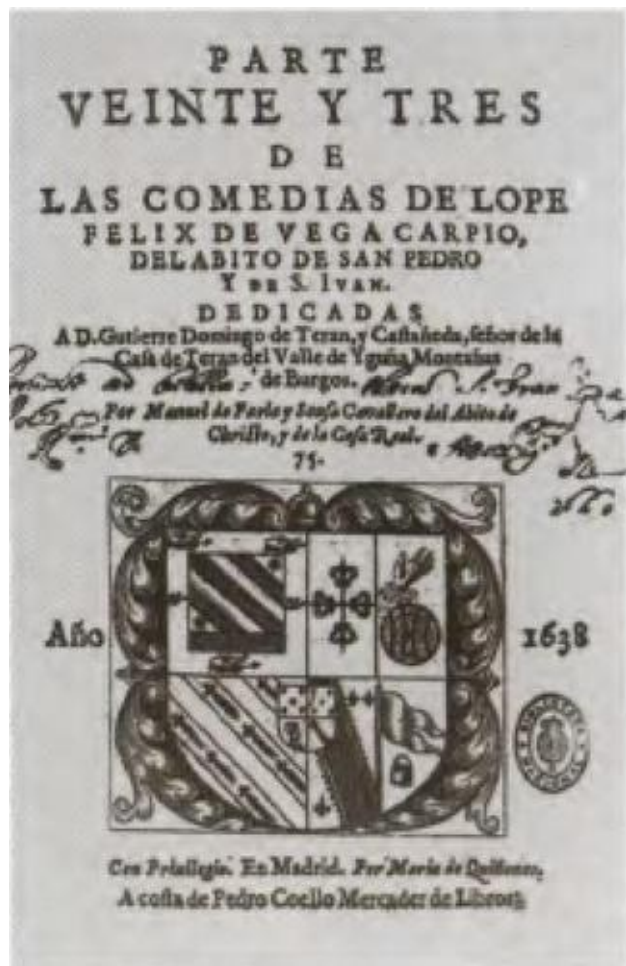 PARTE
VEINTE Y TRES
DE
LAS COMEDIAS DE LOPE
FELIX DE VEGA CARPIO,
DEL ABITO DE SAN PEDRO
Y DE S. IVAN.
DEDICADAS
A D. Gutierre Domingo de Teran, y Castañeda, señor de la
Casa de Teran del Valle de Yguña Montañas
de Burgos.
Por Manuel de Faria y Sousa Cavallero del Abito de
Christo, y de la Casa Real.
75.
Año 1638
BIBLIOTECA NACIONAL
Con Priuilegio. En Madrid. Por Maria de Quiñones,
A costa de Pedro Coello Mercader de Libros.